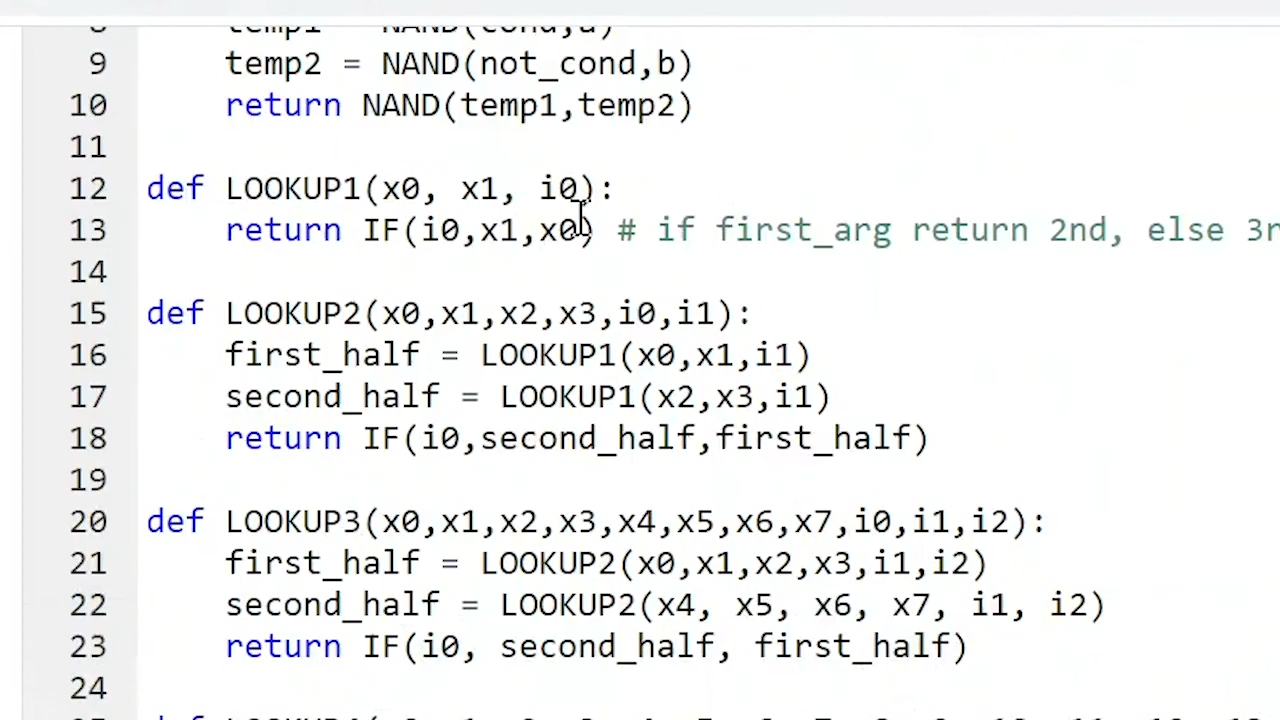 8 temp1 = NAND(cond,a)
9 temp2 = NAND(not_cond,b)
10 return NAND(temp1,temp2)
11
12 def LOOKUP1(x0, x1, i0):
13 return IF(i0,x1,x0) # if first_arg return 2nd, else 3r
14
15 def LOOKUP2(x0,x1,x2,x3,i0,i1):
16 first_half = LOOKUP1(x0,x1,i1)
17 second_half = LOOKUP1(x2,x3,i1)
18 return IF(i0,second_half,first_half)
19
20 def LOOKUP3(x0,x1,x2,x3,x4,x5,x6,x7,i0,i1,i2):
21 first_half = LOOKUP2(x0,x1,x2,x3,i1,i2)
22 second_half = LOOKUP2(x4, x5, x6, x7, i1, i2)
23 return IF(i0, second_half, first_half)
24